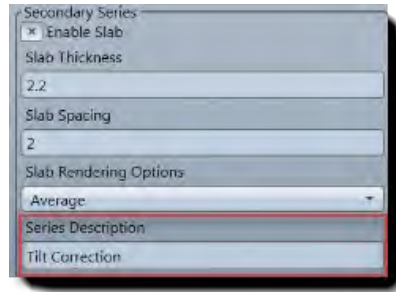 Secondary Series
Enable Slab
Slab Thickness
2.2
Slab Spacing
2
Slab Rendering Options
Average
Series Description
Tilt Correction